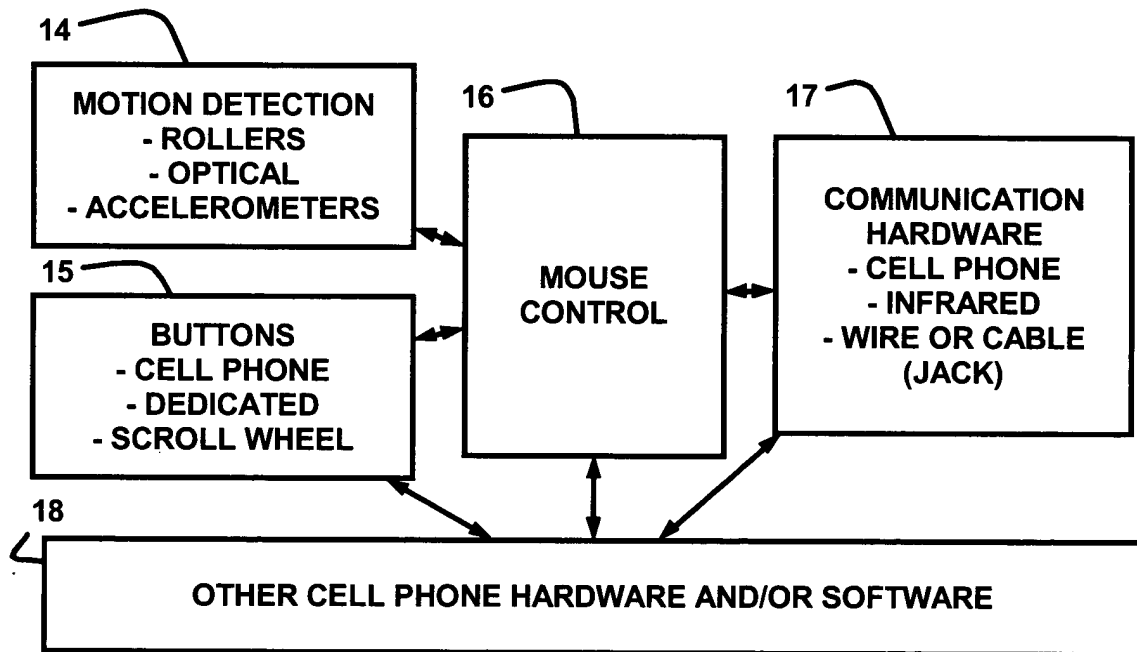 14
MOTION DETECTION
- ROLLERS
- OPTICAL
- ACCELEROMETERS
15
BUTTONS
- CELL PHONE
- DEDICATED
- SCROLL WHEEL
16
MOUSE
CONTROL
17
COMMUNICATION
HARDWARE
- CELL PHONE
- INFRARED
- WIRE OR CABLE
(JACK)
18
OTHER CELL PHONE HARDWARE AND/OR SOFTWARE